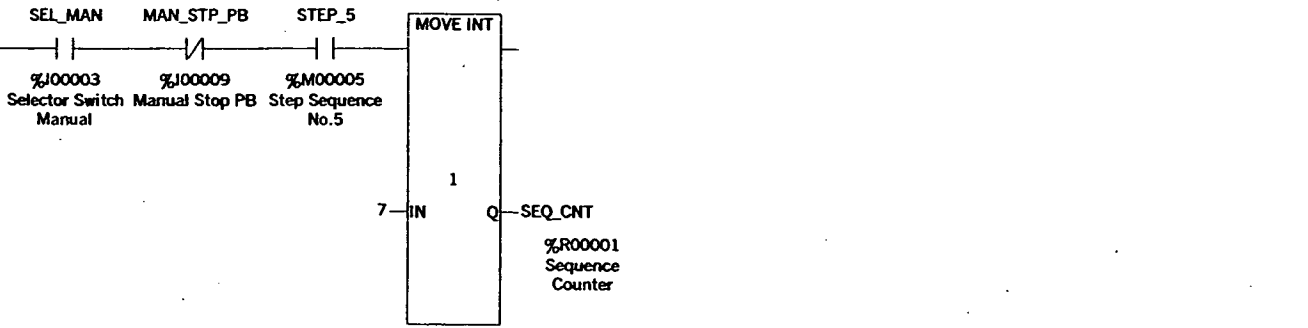 SEL_MAN MAN_STP_PB STEP_5
MOVE INT
%I00003 %I00009 %M00005
Selector Switch Manual Stop PB Step Sequence
Manual No.5
1
7 IN Q SEQ_CNT
%R00001
Sequence
Counter